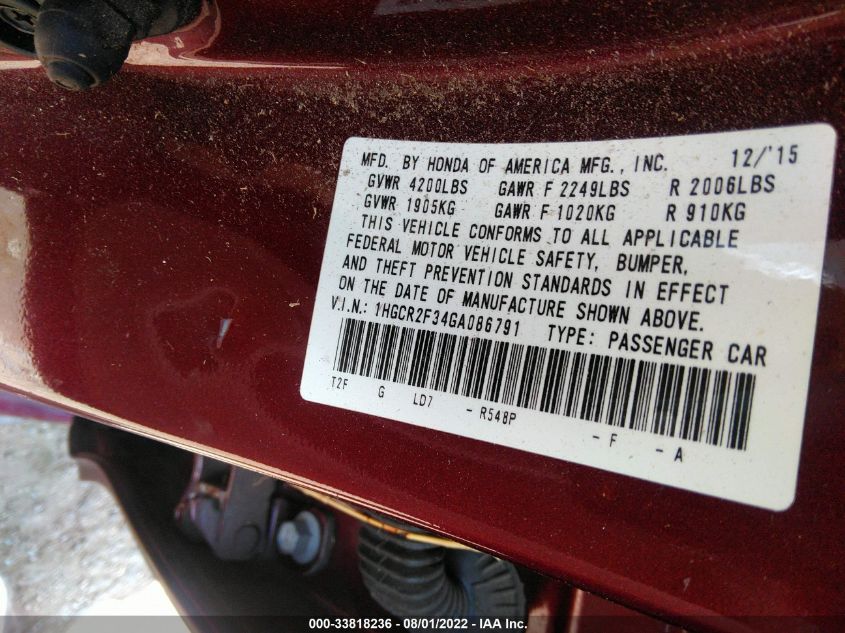 MFD. BY HONDA OF AMERICA MFG., INC. 12/'15
GVWR 4200LBS GAWR F 2249LBS R 2006LBS
GVWR 1905KG GAWR F 1020KG R 910KG
THIS VEHICLE CONFORMS TO ALL APPLICABLE
FEDERAL MOTOR VEHICLE SAFETY, BUMPER,
AND THEFT PREVENTION STANDARDS IN EFFECT
ON THE DATE OF MANUFACTURE SHOWN ABOVE.
V.I.N.: 1HGCR2F34GA086791 TYPE: PASSENGER CAR
T2F G LD7 - R548P - F - A
000-33818236 - 08/01/2022 - IAA Inc.